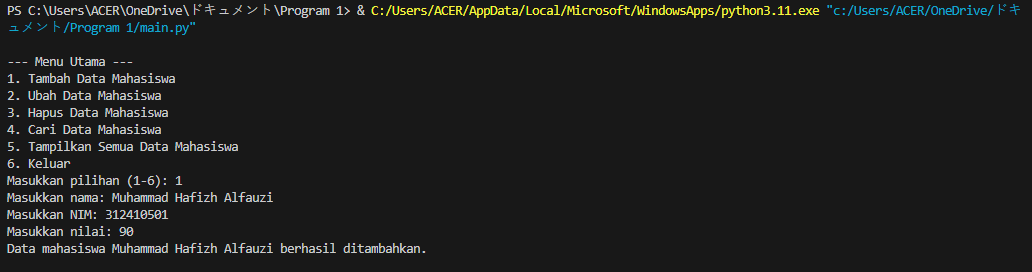 PS C:\Users\ACER\OneDrive\ドキュメント\Program 1> & C:/Users/ACER/AppData/Local/Microsoft/WindowsApps/python3.11.exe "c:/Users/ACER/OneDrive/ドキ
ュメント/Program 1/main.py"
--- Menu Utama ---
1. Tambah Data Mahasiswa
2. Ubah Data Mahasiswa
3. Hapus Data Mahasiswa
4. Cari Data Mahasiswa
5. Tampilkan Semua Data Mahasiswa
6. Keluar
Masukkan pilihan (1-6): 1
Masukkan nama: Muhammad Hafizh Alfauzi
Masukkan NIM: 312410501
Masukkan nilai: 90
Data mahasiswa Muhammad Hafizh Alfauzi berhasil ditambahkan.